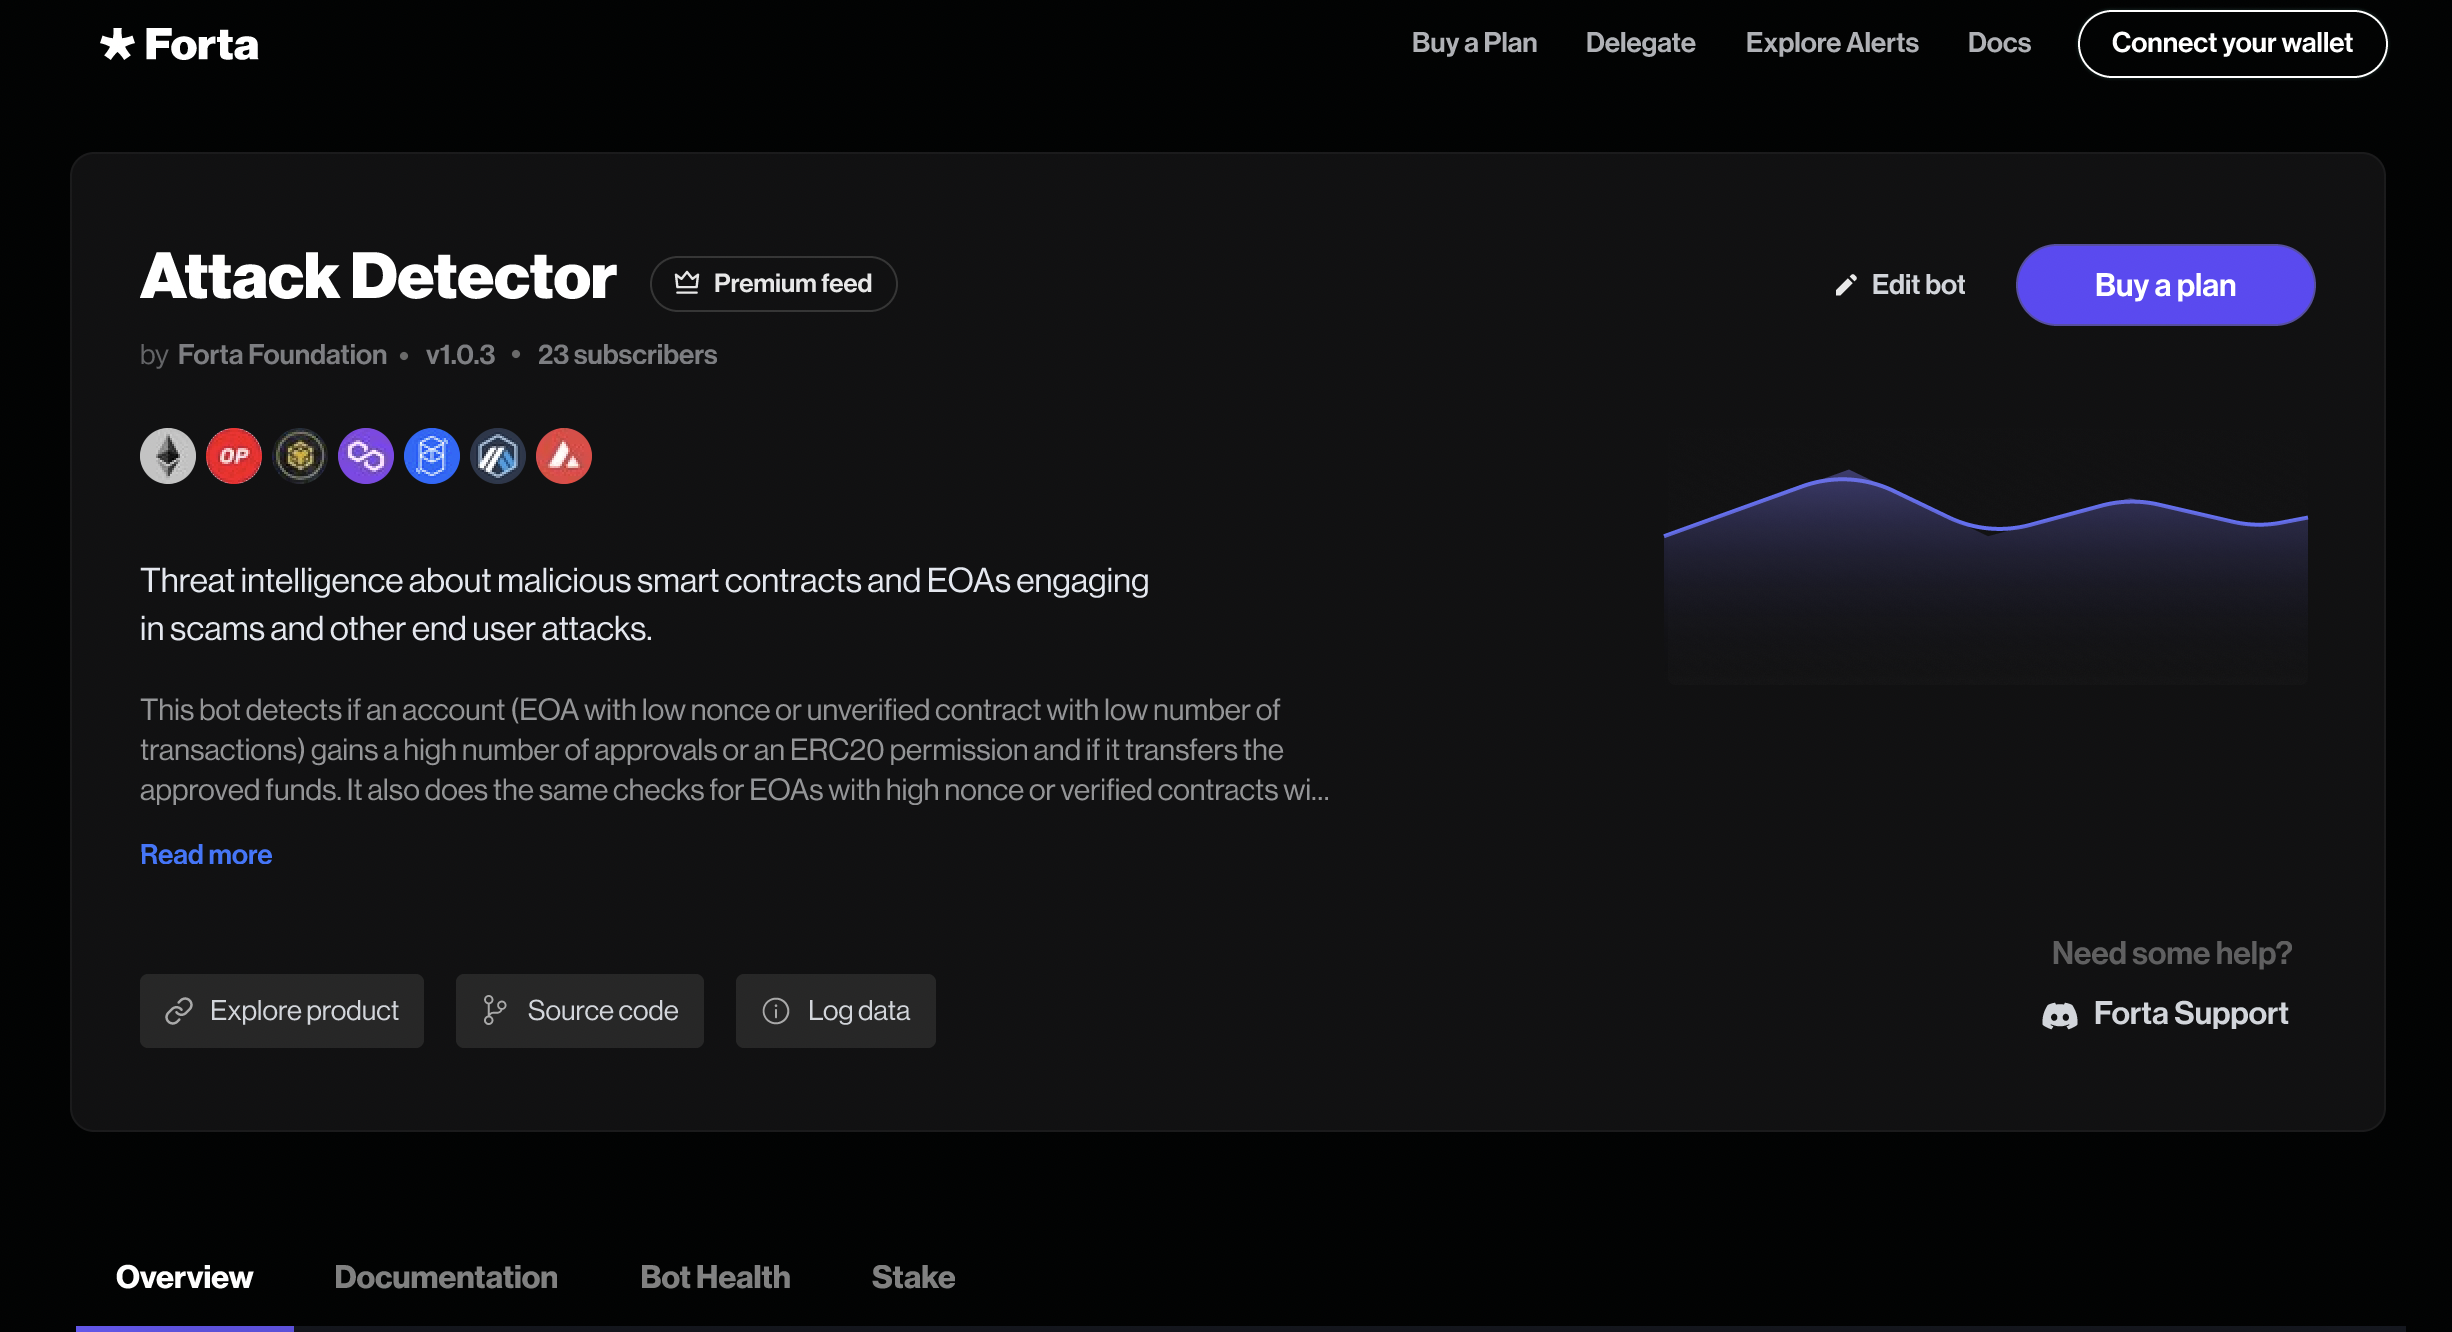 Forta
Buy a Plan
Delegate
Explore Alerts
Docs
Connect your wallet
Attack Detector
Premium feed
Edit bot
Buy a plan
by Forta Foundation • v1.0.3 • 23 subscribers
OP
Threat intelligence about malicious smart contracts and EOAs engaging
in scams and other end user attacks.
This bot detects if an account (EOA with low nonce or unverified contract with low number of
transactions) gains a high number of approvals or an ERC20 permission and if it transfers the
approved funds. It also does the same checks for EOAs with high nonce or verified contracts wi...
Read more
Need some help?
Explore product
Source code
Log data
Forta Support
Overview
Documentation
Bot Health
Stake